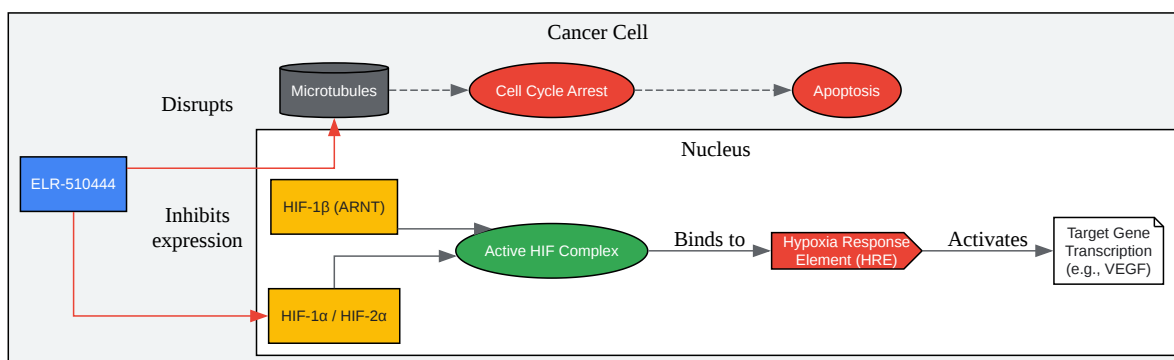 Cancer Cell
Microtubules
Cell Cycle Arrest
Apoptosis
Disrupts
Nucleus
ELR-510444
HIF-1β (ARNT)
Inhibits
expression
Active HIF Complex
Binds to
Hypoxia Response
Element (HRE)
Activates
Target Gene
Transcription
(e.g., VEGF)
HIF-1α / HIF-2α